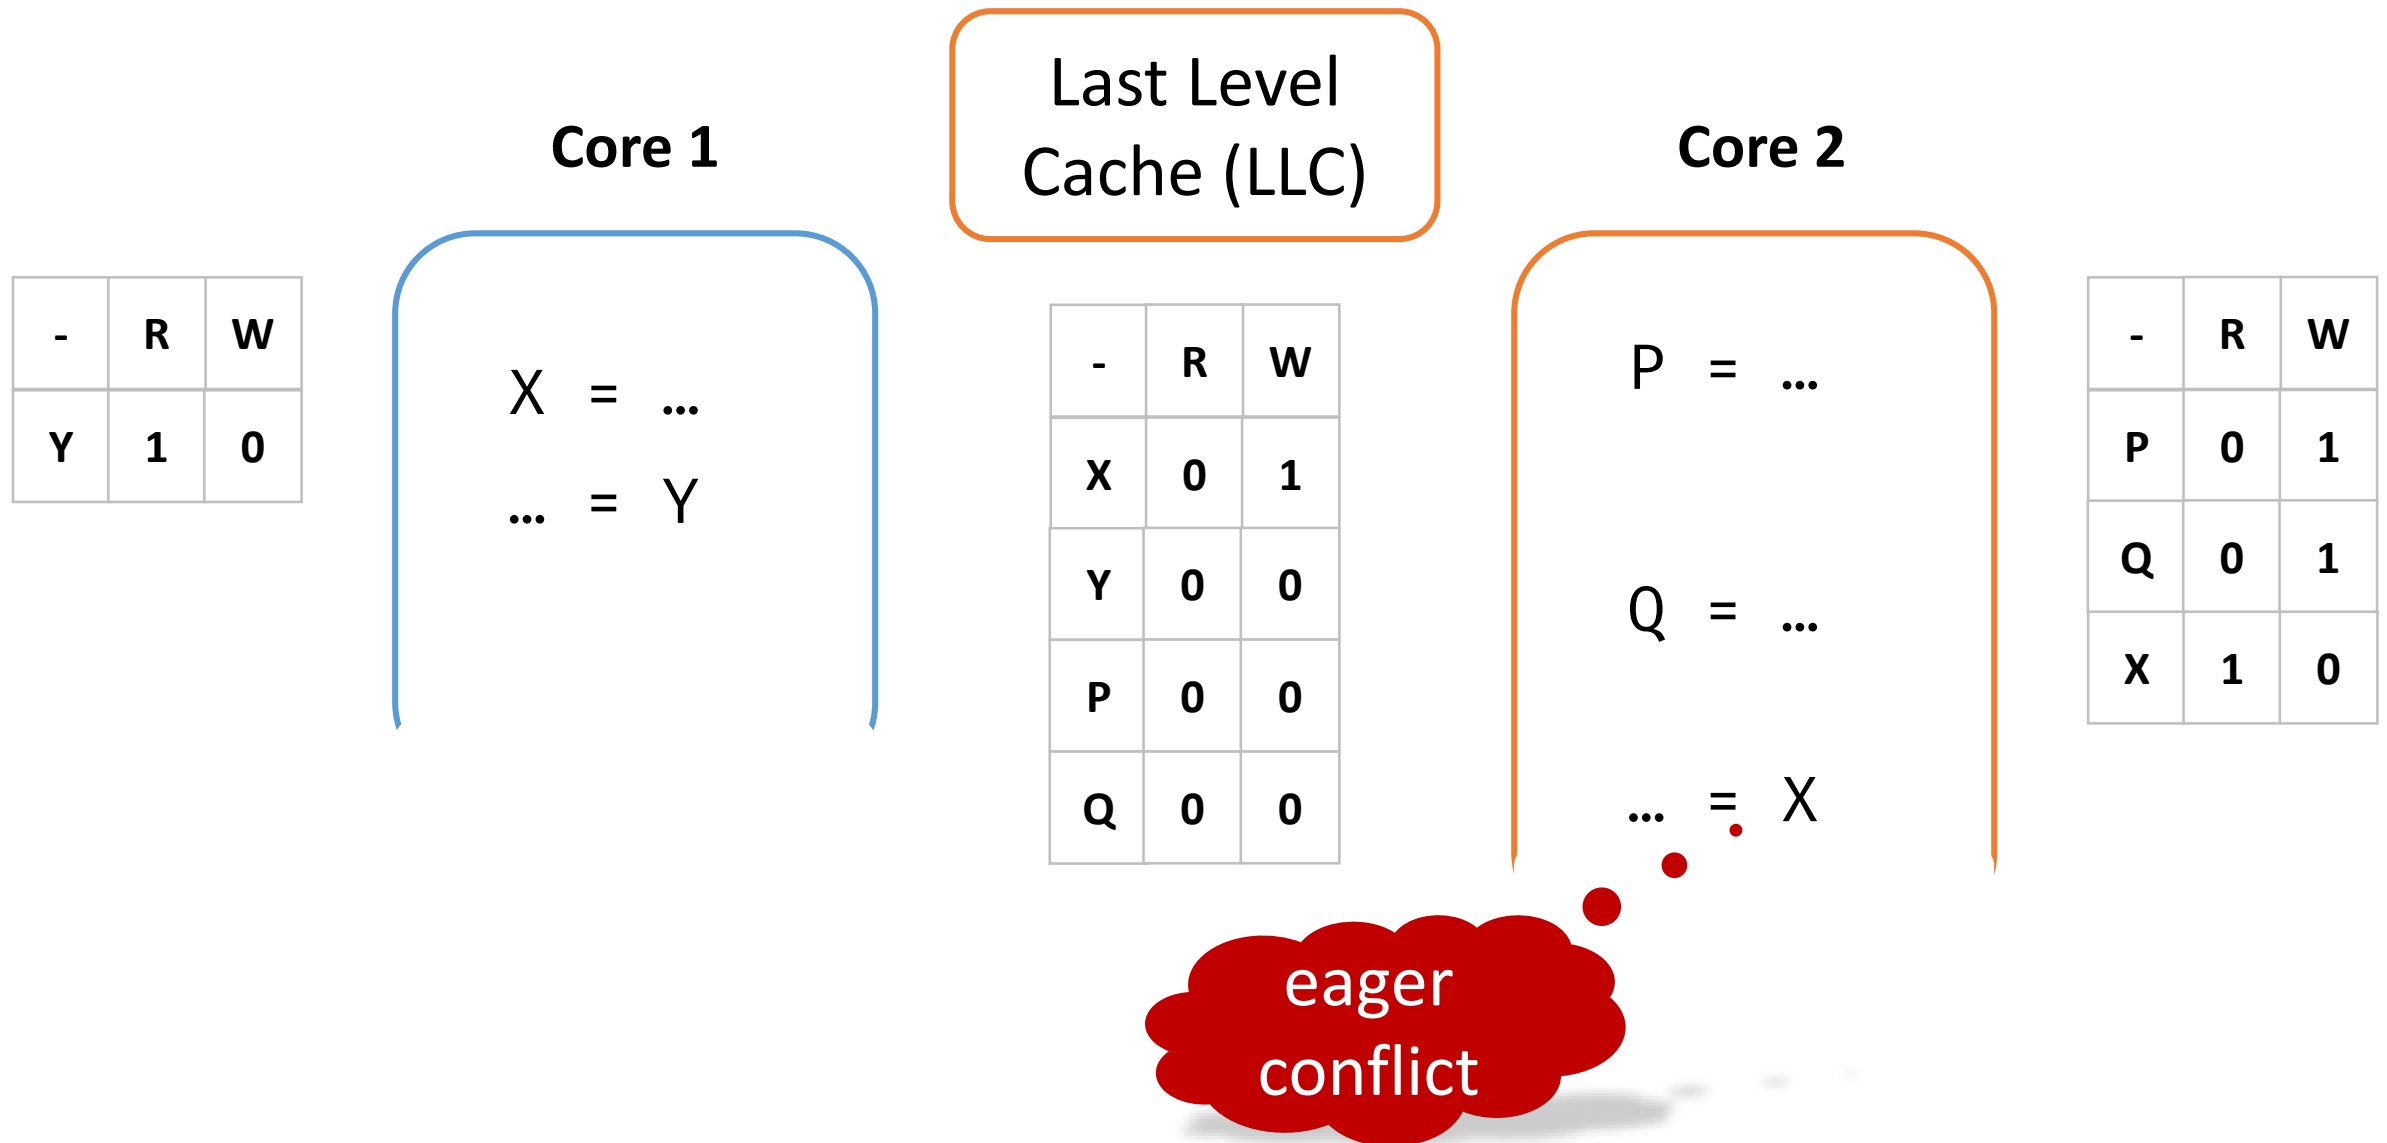 Last Level
Cache (LLC)
Core 1
Core 2
- R W
Y 1 0
X = …
… = Y
- R W
X 0 1
Y 0 0
P 0 0
Q 0 0
P = …
Q = …
… = X
- R W
P 0 1
Q 0 1
X 1 0
eager
conflict